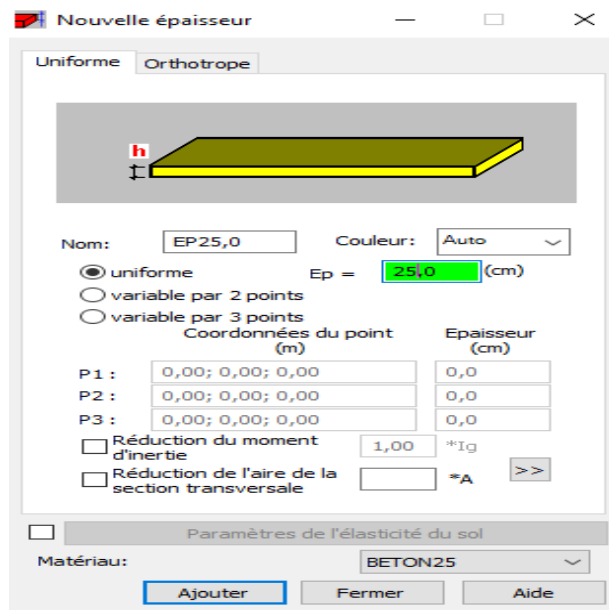 Nouvelle épaisseur
Uniforme Orthotrope
h
Nom: EP25,0 Couleur: Auto
uniforme Ep = 25,0 (cm)
variable par 2 points
variable par 3 points
Coordonnées du point Epaisseur
(m) (cm)
P1 : 0,00; 0,00; 0,00 0,0
P2 : 0,00; 0,00; 0,00 0,0
P3 : 0,00; 0,00; 0,00 0,0
Réduction du moment
d'inertie 1,00 *Ig
Réduction de l'aire de la
section transversale *A >>
Paramètres de l'élasticité du sol
Matériau: BETON25
Ajouter Fermer Aide